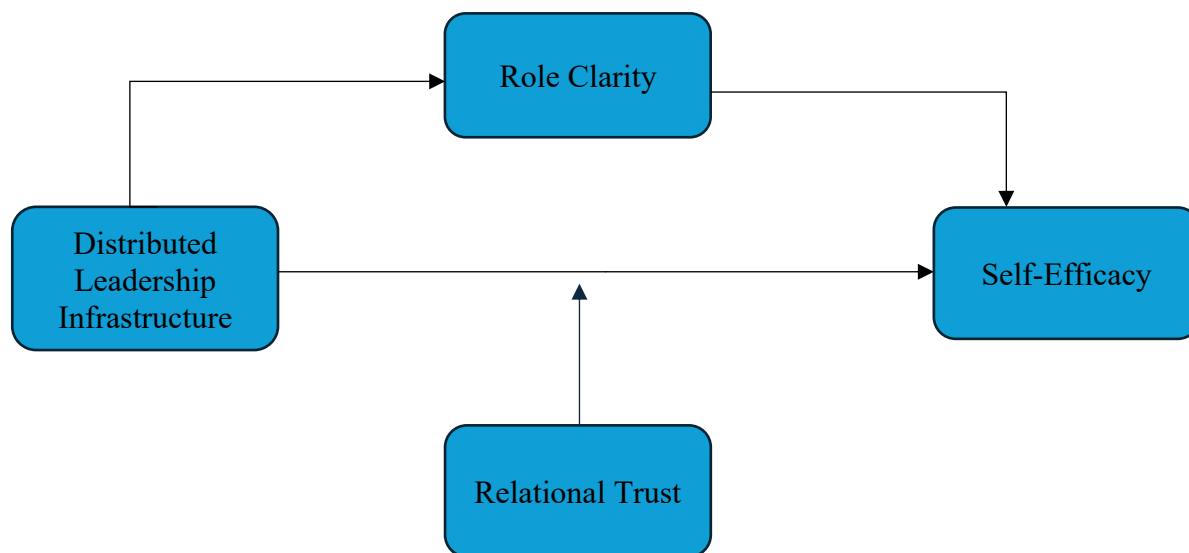 Role Clarity
Distributed
Leadership
Infrastructure
Self-Efficacy
Relational Trust